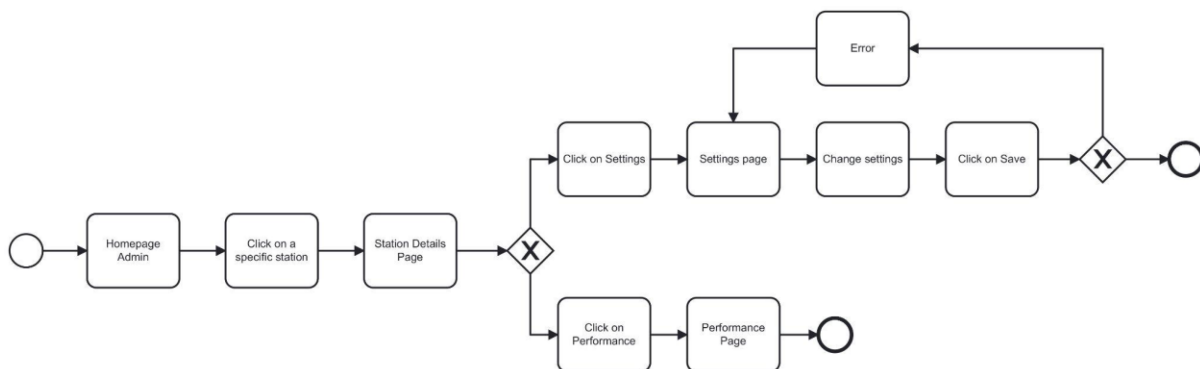 Error
Click on Settings
Settings page
Change settings
Click on Save
X
Homepage
Admin
Click on a
specific station
Station Details
Page
X
Click on
Performance
Performance
Page